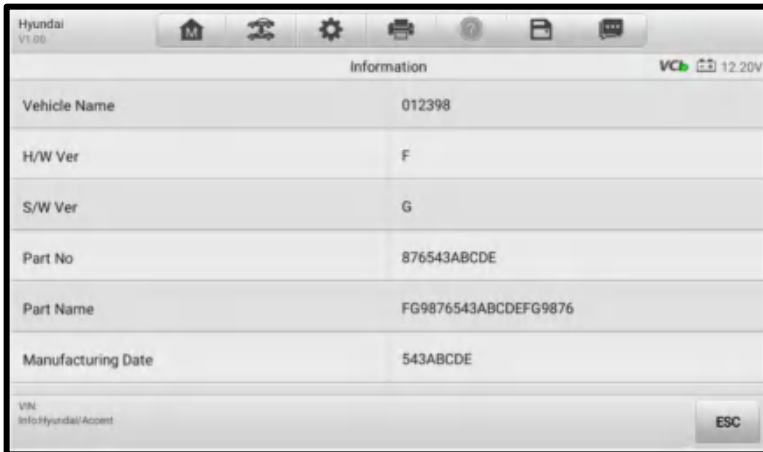 Hyundai
V1.00
M
?
Information VCI 12.20V
Vehicle Name 012398
H/W Ver F
S/W Ver G
Part No 876543ABCDE
Part Name FG9876543ABCDEFG9876
Manufacturing Date 543ABCDE
VIN:
Info:Hyundai/Accent
ESC